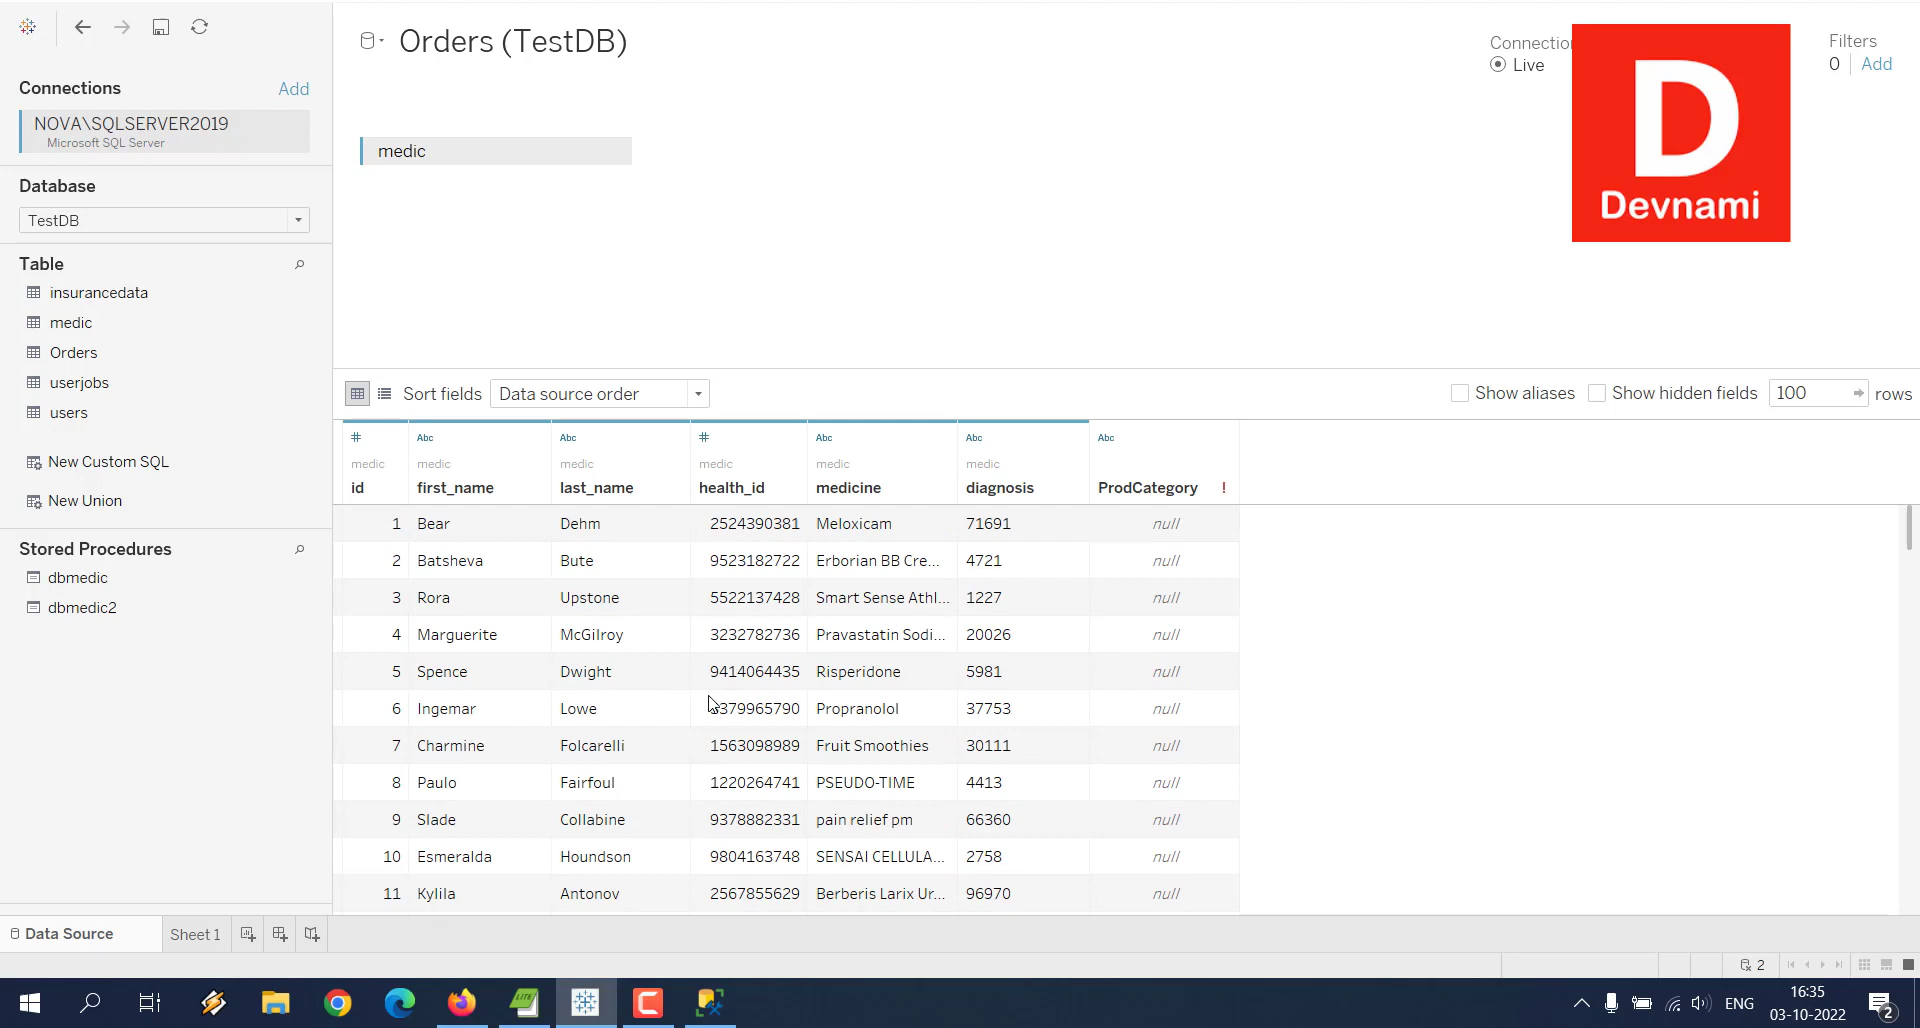 Orders (TestDB)
Connection
Live
Filters
0 Add
D
Devnami
Connections Add
NOVA\SQLSERVER2019
Microsoft SQL Server
Database
TestDB
Table
insurancedata
medic
Orders
userjobs
users
New Custom SQL
New Union
Stored Procedures
dbmedic
dbmedic2
medic
Sort fields Data source order Show aliases Show hidden fields 100 rows
# Abc Abc # Abc Abc Abc
medic medic medic medic medic medic
id first_name last_name health_id medicine diagnosis ProdCategory !
1 Bear Dehm 2524390381 Meloxicam 71691 null
2 Batsheva Bute 9523182722 Erborian BB Cre... 4721 null
3 Rora Upstone 5522137428 Smart Sense Athl... 1227 null
4 Marguerite McGilroy 3232782736 Pravastatin Sodi... 20026 null
5 Spence Dwight 9414064435 Risperidone 5981 null
6 Ingemar Lowe Propranolol 37753 null
7 Charmine Folcarelli 1563098989 Fruit Smoothies 30111 null
8 Paulo Fairfoul 1220264741 PSEUDO-TIME 4413 null
9 Slade Collabine 9378882331 pain relief pm 66360 null
10 Esmeralda Houndson 9804163748 SENSAI CELLULA... 2758 null
11 Kylila Antonov 2567855629 Berberis Larix Ur... 96970 null
Data Source Sheet 1
2
LITE
ENG
16:35
03-10-2022
2